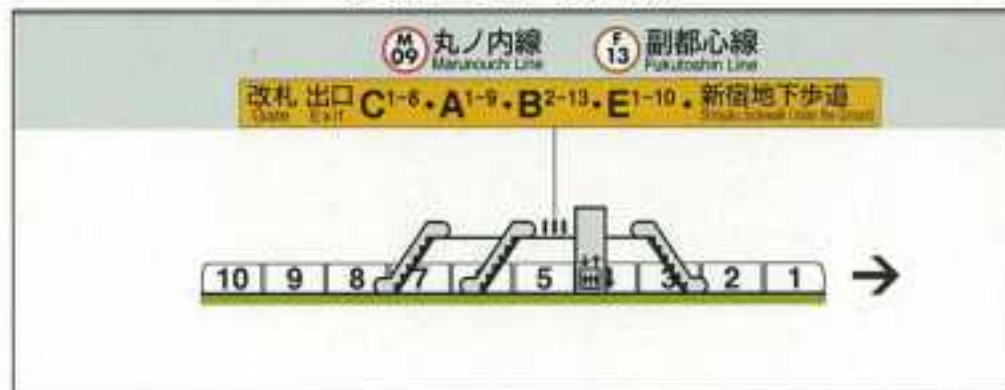 M 09 丸ノ内線 F 13 副都心線
Marunouchi Line Fukutoshin Line
改札 出口 C1-8・A1-9・B2-13・E1-10・新宿地下歩道
Gate Exit
10 9 8 7 5 4 3 2 1